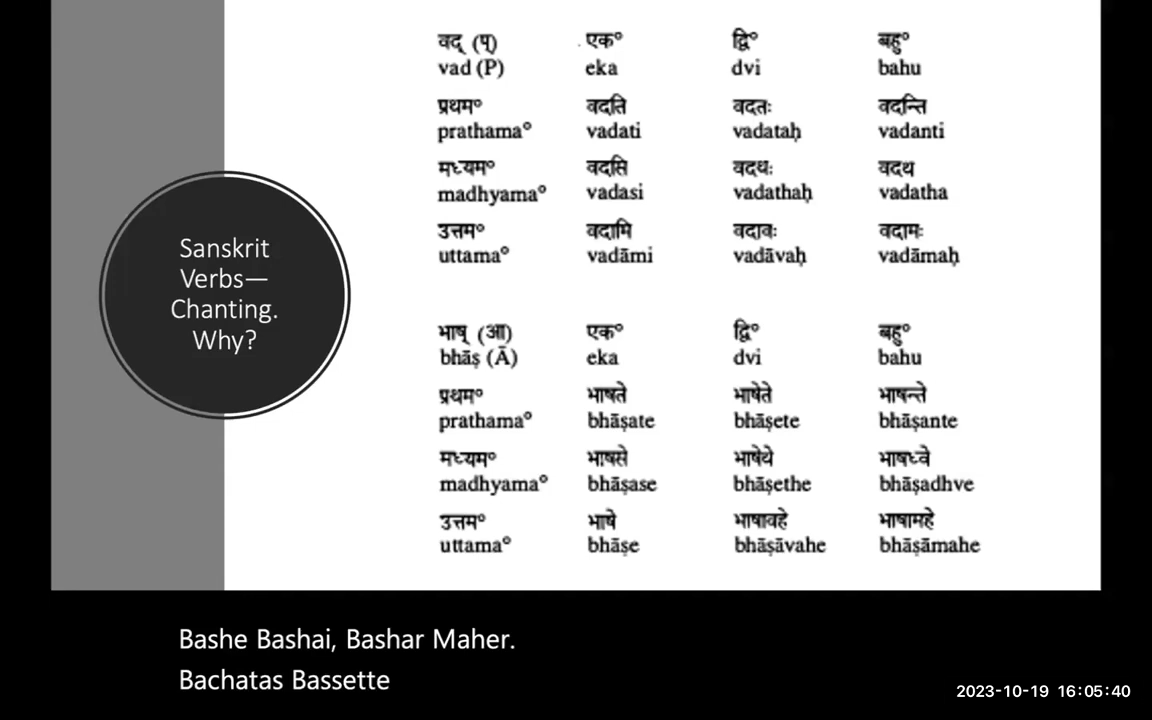 Sanskrit
Verbs—
Chanting.
Why?
वद् (प्) एक° द्वि° बहु°
vad (P) eka dvi bahu
प्रथम° वदति वदतः वदन्ति
prathama° vadati vadataḥ vadanti
मध्यम° वदसि वदथः वदथ
madhyama° vadasi vadathaḥ vadatha
उत्तम° वदामि वदावः वदामः
uttama° vadāmi vadāvaḥ vadāmaḥ
भाष् (आ) एक° द्वि° बहु°
bhāṣ (Ā) eka dvi bahu
प्रथम° भाषते भाषेते भाषन्ते
prathama° bhāṣate bhāṣete bhāṣante
मध्यम° भाषसे भाषेथे भाषध्वे
madhyama° bhāṣase bhāṣethe bhāṣadhve
उत्तम° भाषे भाषावहे भाषामहे
uttama° bhāṣe bhāṣāvahe bhāṣāmahe
Bashe Bashai, Bashar Maher.
Bachatas Bassette
2023-10-19 16:05:40